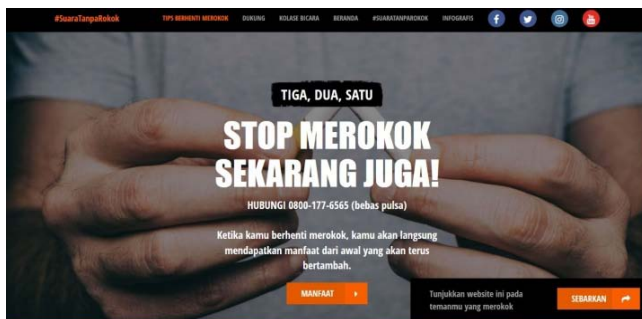 #SuaraTanpaRokok
TIPS BERHENTI MEROKOK DUKUNG KOLASE BICARA BERANDA #SUARATANPAROKOK INFOGRAFIS
TIGA, DUA, SATU
STOP MEROKOK
SEKARANG JUGA!
HUBUNGI 0800-177-6565 (bebas pulsa)
Ketika kamu berhenti merokok, kamu akan langsung
mendapatkan manfaat dari awal yang akan terus
bertambah.
MANFAAT
Tunjukkan website ini pada
temanmu yang merokok
SEBARKAN